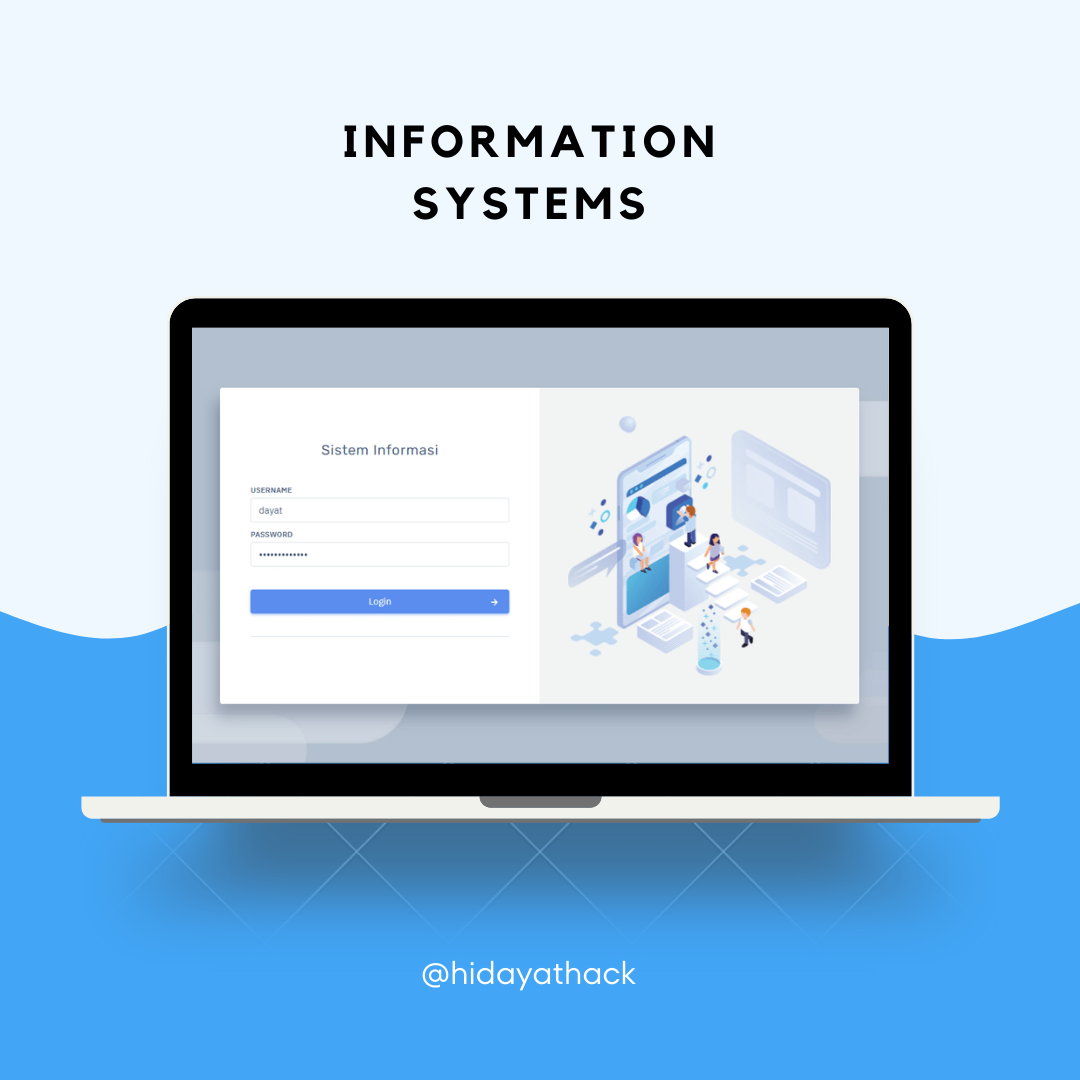 INFORMATION
SYSTEMS
Sistem Informasi
USERNAME
dayat
PASSWORD
•••••••••••••
Login
@hidayathack